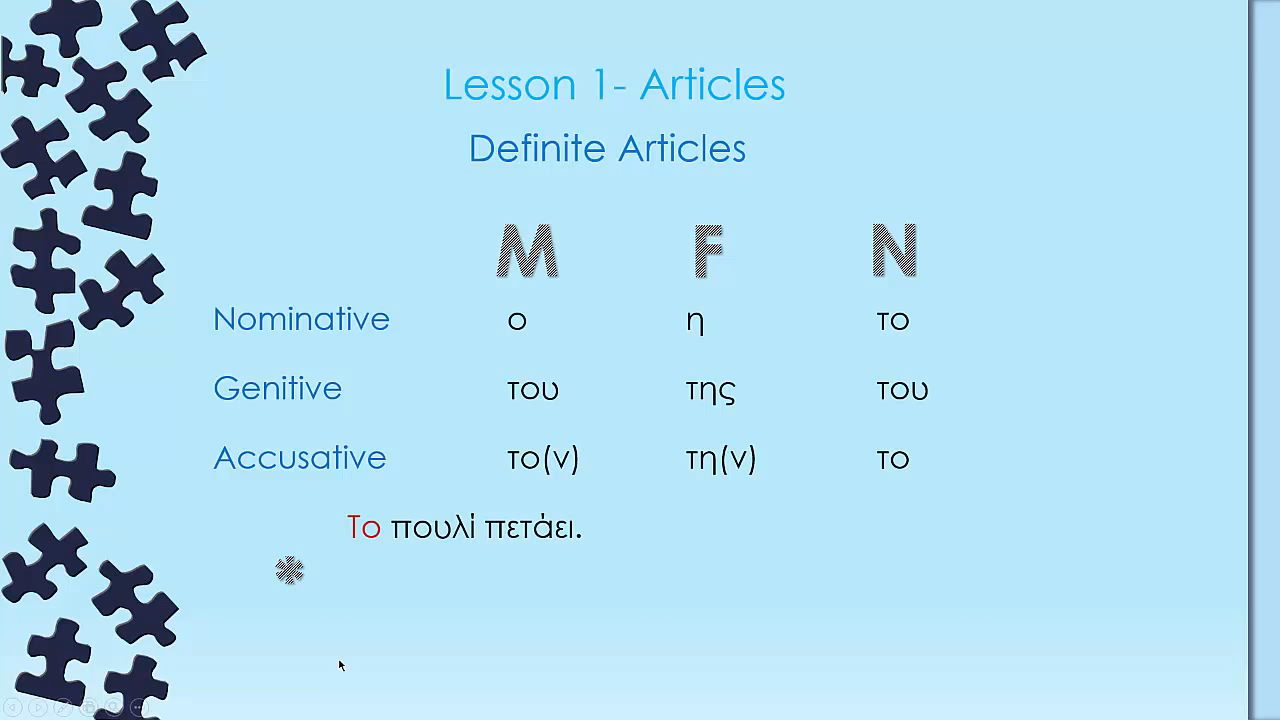 Lesson 1- Articles
Definite Articles
M F N
Nominative ο η το
Genitive του της του
Accusative το(ν) τη(ν) το
Το πουλί πετάει.
*